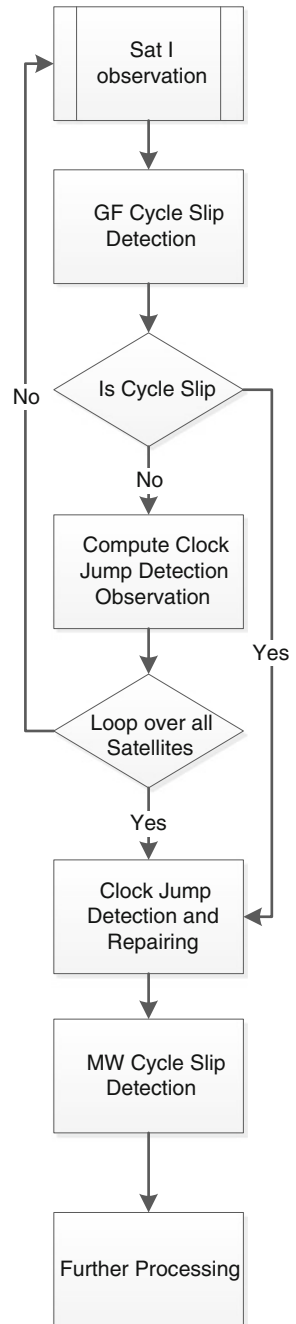 Sat I
observation
GF Cycle Slip
Detection
Is Cycle Slip
No
No
Compute Clock
Jump Detection
Observation
Yes
Loop over all
Satellites
Yes
Clock Jump
Detection and
Repairing
MW Cycle Slip
Detection
Further Processing